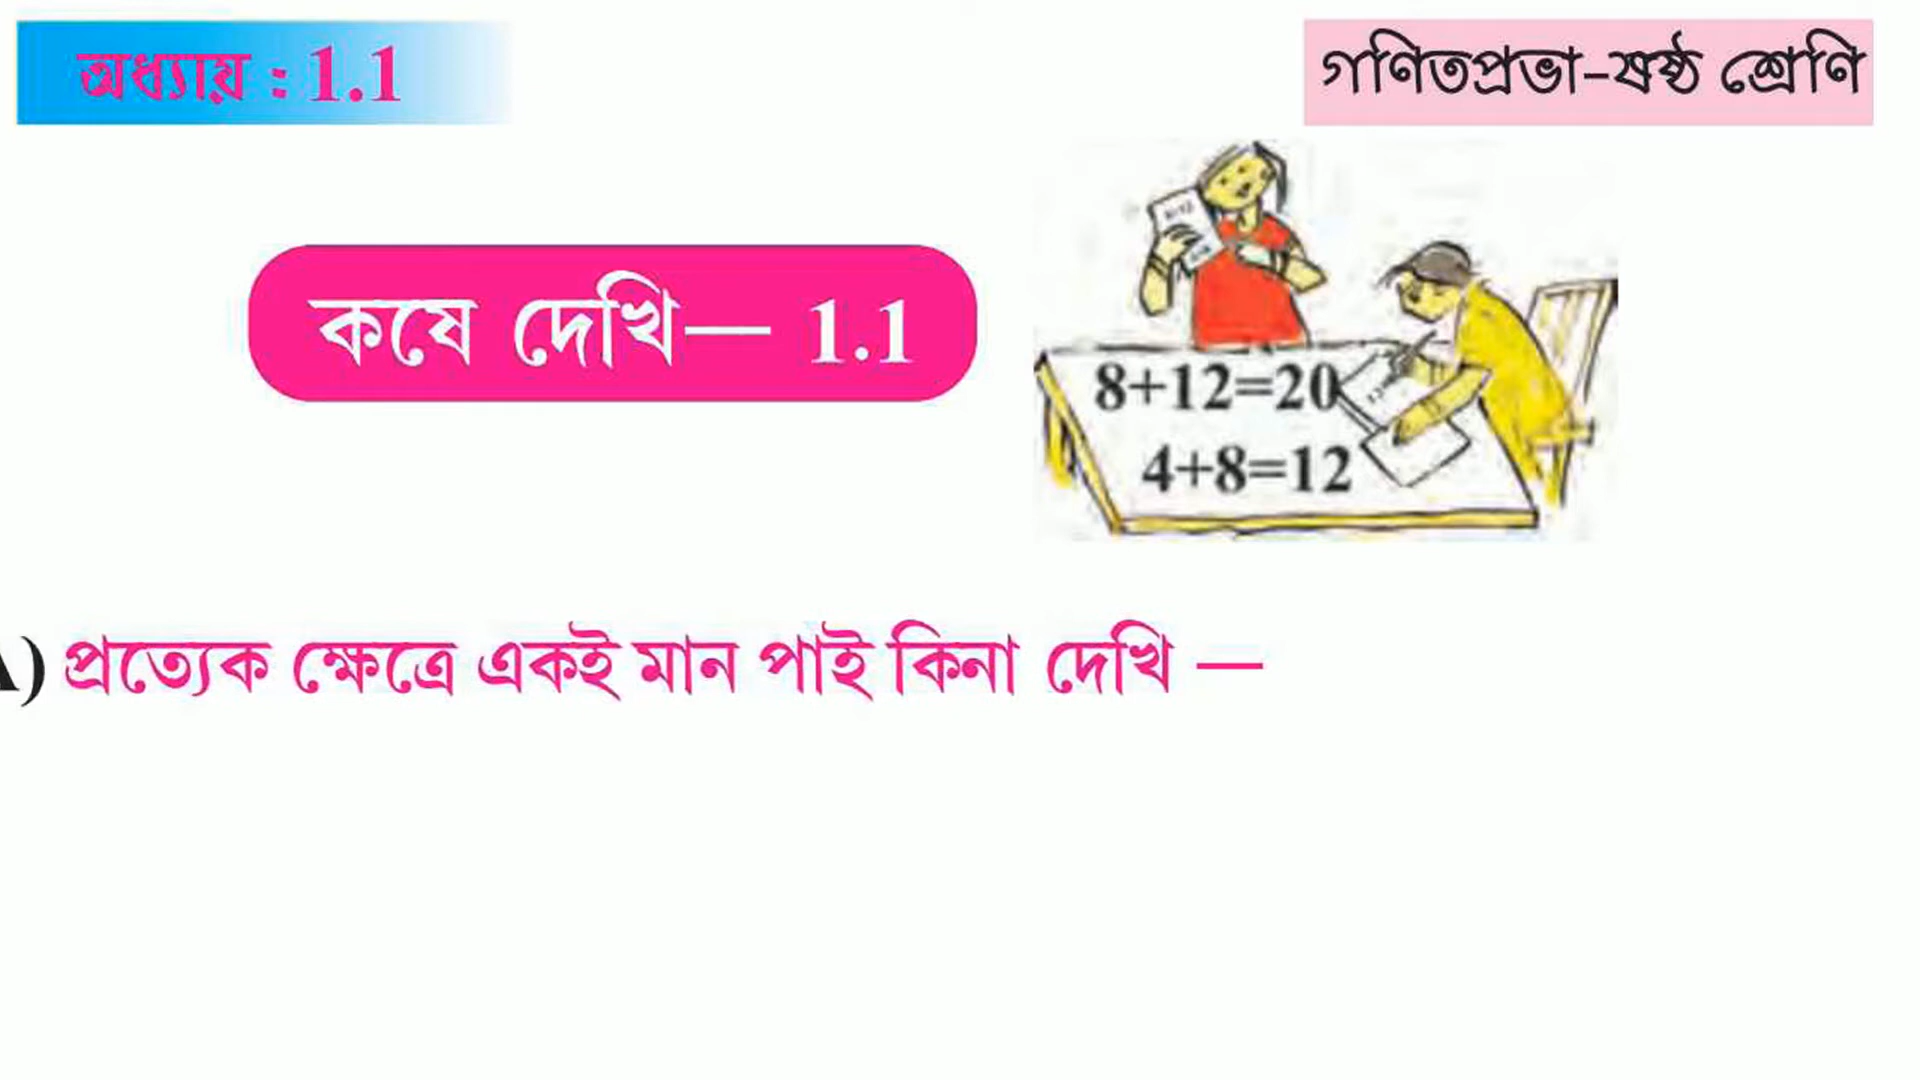 অধ্যায় : 1.1
গণিতপ্রভা-ষষ্ঠ শ্রেণি
কষে দেখি— 1.1
8+12=20
4+8=12
A) প্রত্যেক ক্ষেত্রে একই মান পাই কিনা দেখি —